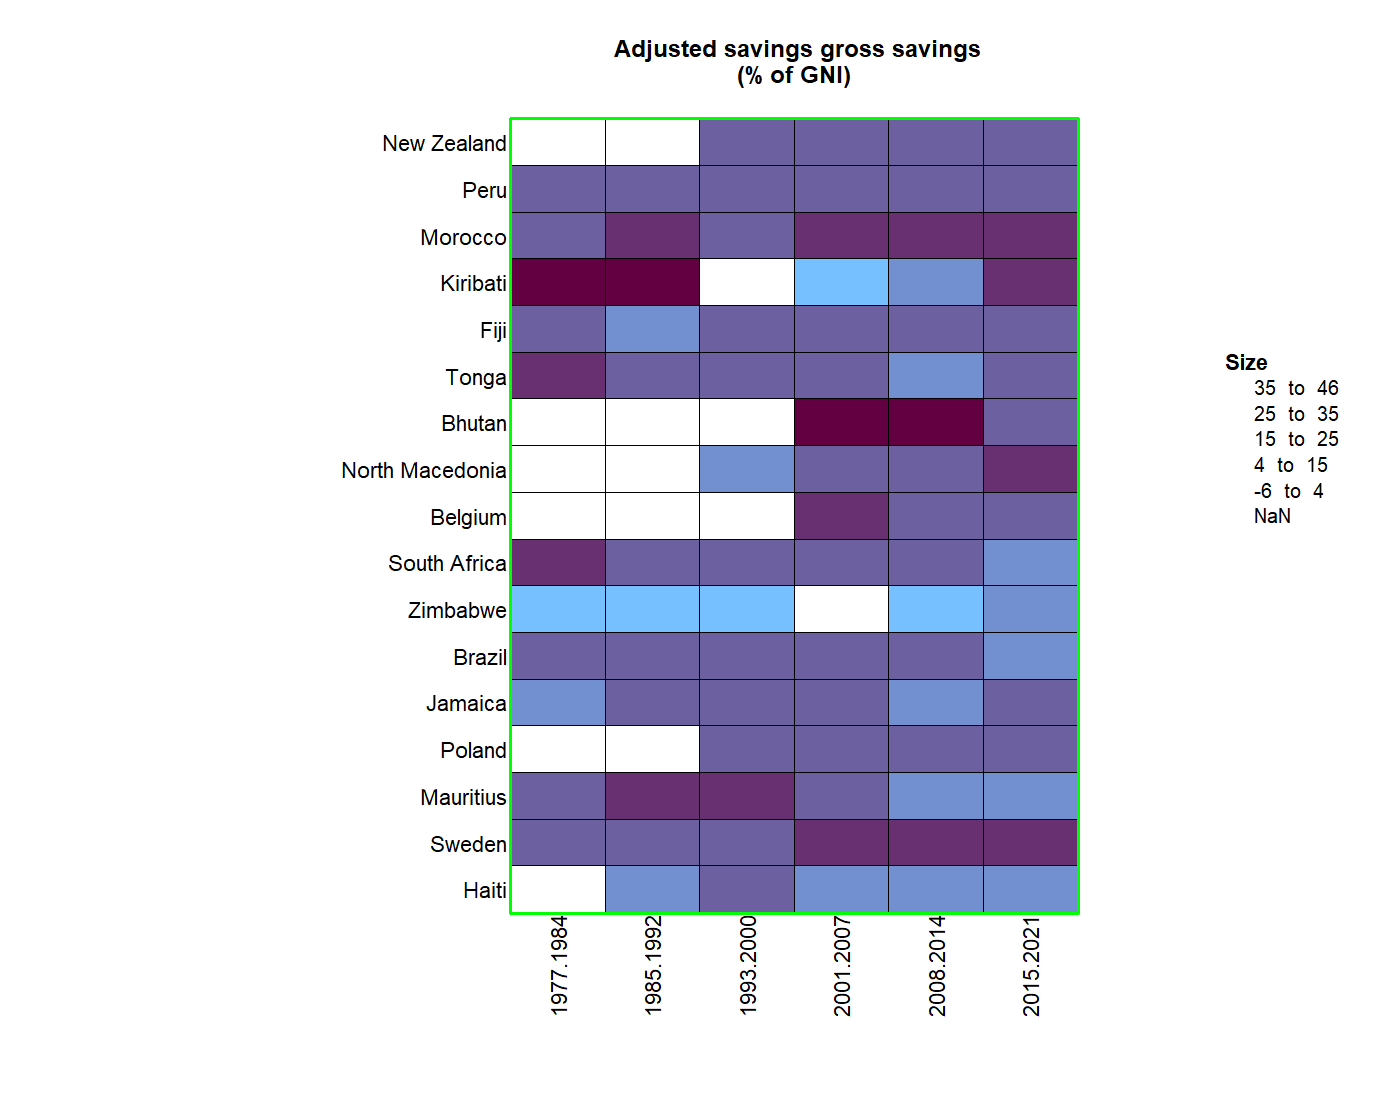 Adjusted savings gross savings
(% of GNI)
New Zealand
Peru
Morocco
Kiribati
Fiji
Tonga
Bhutan
North Macedonia
Belgium
South Africa
Zimbabwe
Brazil
Jamaica
Poland
Mauritius
Sweden
Haiti
1977.1984
1985.1992
1993.2000
2001.2007
2008.2014
2015.2021
Size
35 to 46
25 to 35
15 to 25
4 to 15
-6 to 4
NaN